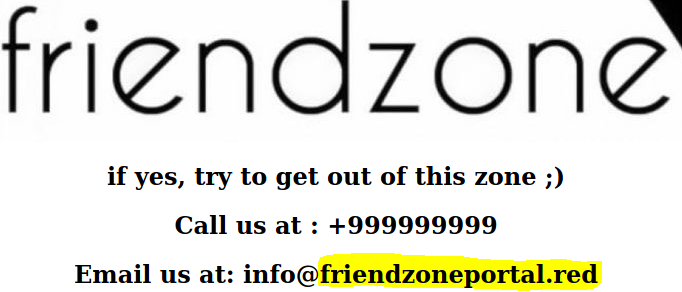 friendzone
if yes, try to get out of this zone ;)
Call us at : +999999999
Email us at: info@friendzoneportal.red